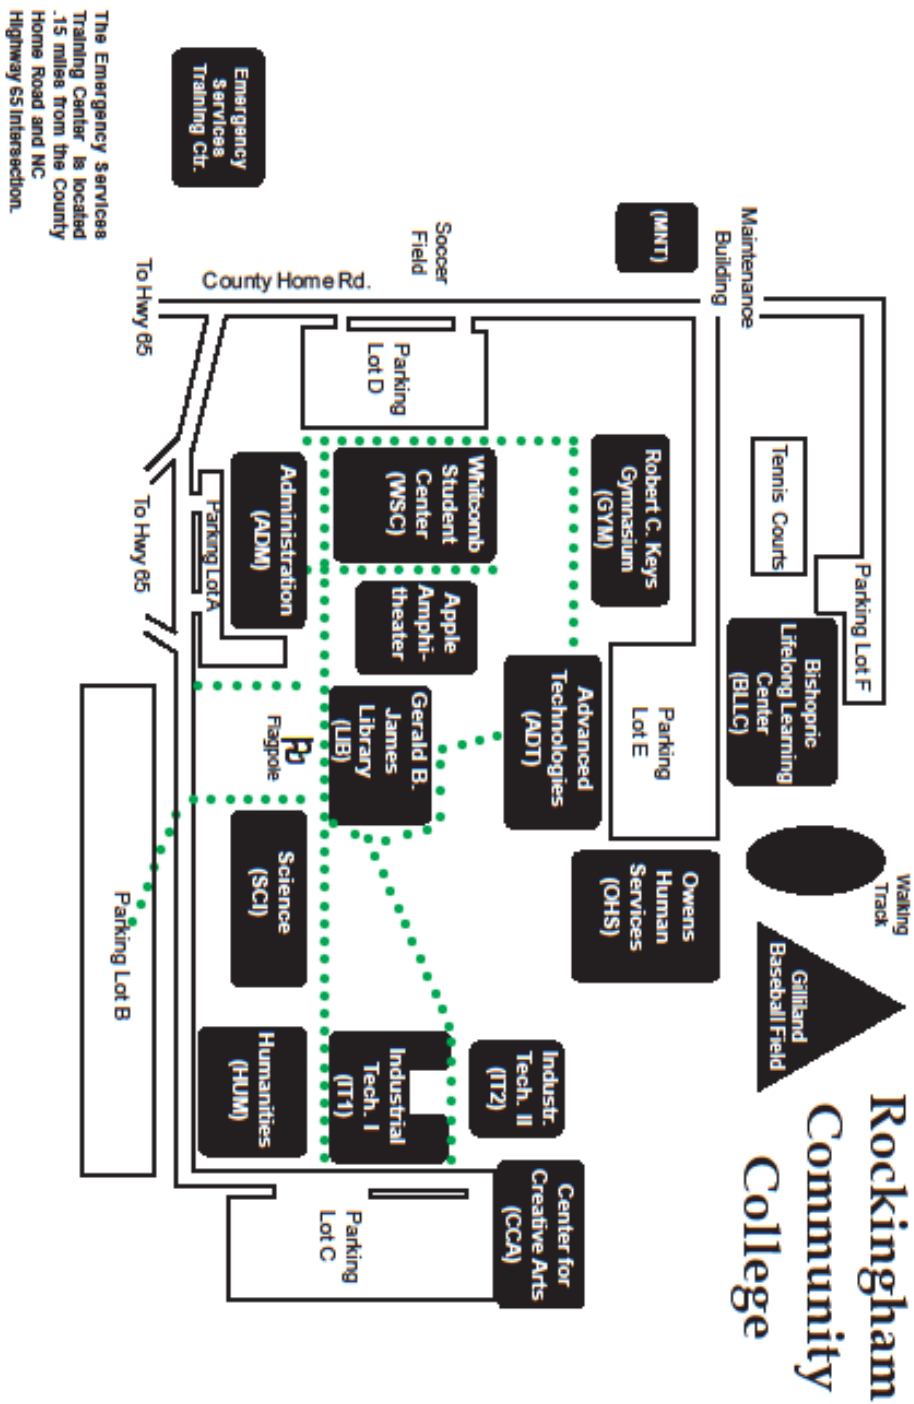 Rockingham
Community
College
Walking
Track
Gilliland
Baseball Field
Parking Lot F
Bishopric
Lifelong Learning
Center
(BLLC)
Tennis Courts
Maintenance
Building
(MNT)
Robert C. Keys
Gymnasium
(GYM)
Parking
Lot E
Owens
Human
Services
(OHS)
Advanced
Technologies
(ADT)
Industr.
Tech. II
(IT2)
Center for
Creative Arts
(CCA)
Soccer
Field
Whitcomb
Student
Center
(WSC)
Apple
Amphi-
theater
Gerald B.
James
Library
(LIB)
Industrial
Tech. I
(IT1)
Parking
Lot D
Parking
Lot C
County Home Rd.
Administration
(ADM)
Flagpole
Science
(SCI)
Humanities
(HUM)
Emergency
Services
Training Ctr.
Parking Lot A
To Hwy 65
To Hwy 65
Parking Lot B
The Emergency Services
Training Center is located
.15 miles from the County
Home Road and NC
Highway 65 intersection.